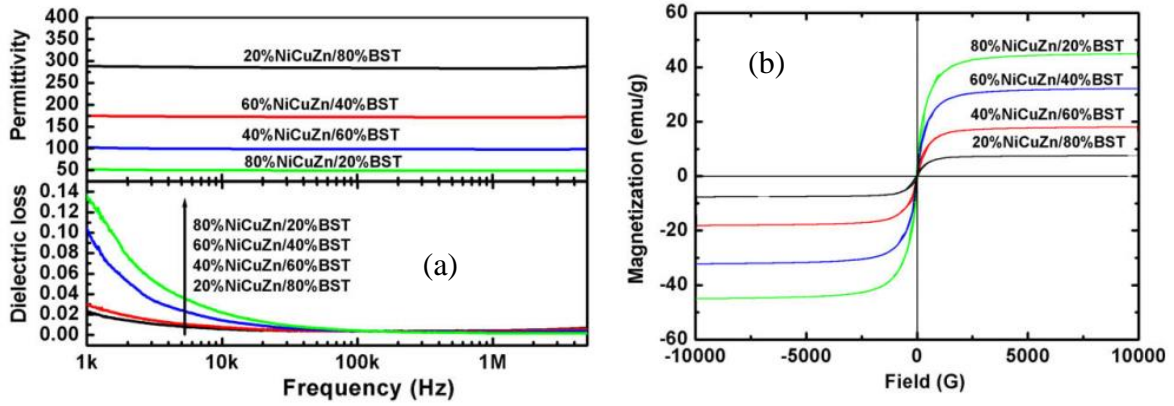 400
350
300
250
200
150
100
50
Permittivity
20%NiCuZn/80%BST
60%NiCuZn/40%BST
40%NiCuZn/60%BST
80%NiCuZn/20%BST
0.14
0.12
0.10
0.08
0.06
0.04
0.02
0.00
Dielectric loss
80%NiCuZn/20%BST
60%NiCuZn/40%BST
40%NiCuZn/60%BST
20%NiCuZn/80%BST
(a)
1k 10k 100k 1M
Frequency (Hz)
60
40
20
0
-20
-40
-60
Magnetization (emu/g)
(b)
80%NiCuZn/20%BST
60%NiCuZn/40%BST
40%NiCuZn/60%BST
20%NiCuZn/80%BST
-10000 -5000 0 5000 10000
Field (G)